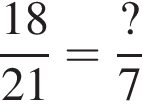 18/21 = ?/7